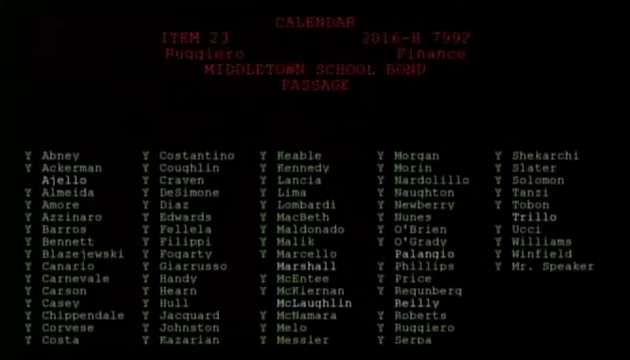 CALENDAR
ITEM 23 2016-H 7992
Ruggiero Finance
MIDDLETOWN SCHOOL BOND
PASSAGE
Y Abney Y Costantino Y Keable Y Morgan Y Shekarchi
Y Ackerman Y Coughlin Y Kennedy Y Morin Y Slater
Ajello Y Craven Y Lancia Y Nardolillo Y Solomon
Y Almeida Y DeSimone Y Lima Y Naughton Y Tanzi
Y Amore Y Diaz Y Lombardi Y Newberry Y Tobon
Y Azzinaro Y Edwards Y MacBeth Y Nunes Trillo
Y Barros Y Fellela Y Maldonado Y O'Brien Y Ucci
Y Bennett Y Filippi Y Malik Y O'Grady Y Williams
Y Blazejewski Y Fogarty Y Marcello Palangio Y Winfield
Y Canario Y Giarrusso Marshall Y Phillips Y Mr. Speaker
Y Carnevale Y Handy Y McEntee Y Price
Y Carson Y Hearn Y McKiernan Y Regunberg
Y Casey Y Hull McLaughlin Reilly
Y Chippendale Y Jacquard Y McNamara Y Roberts
Y Corvese Y Johnston Y Melo Y Ruggiero
Y Costa Y Kazarian Y Messier Y Serpa